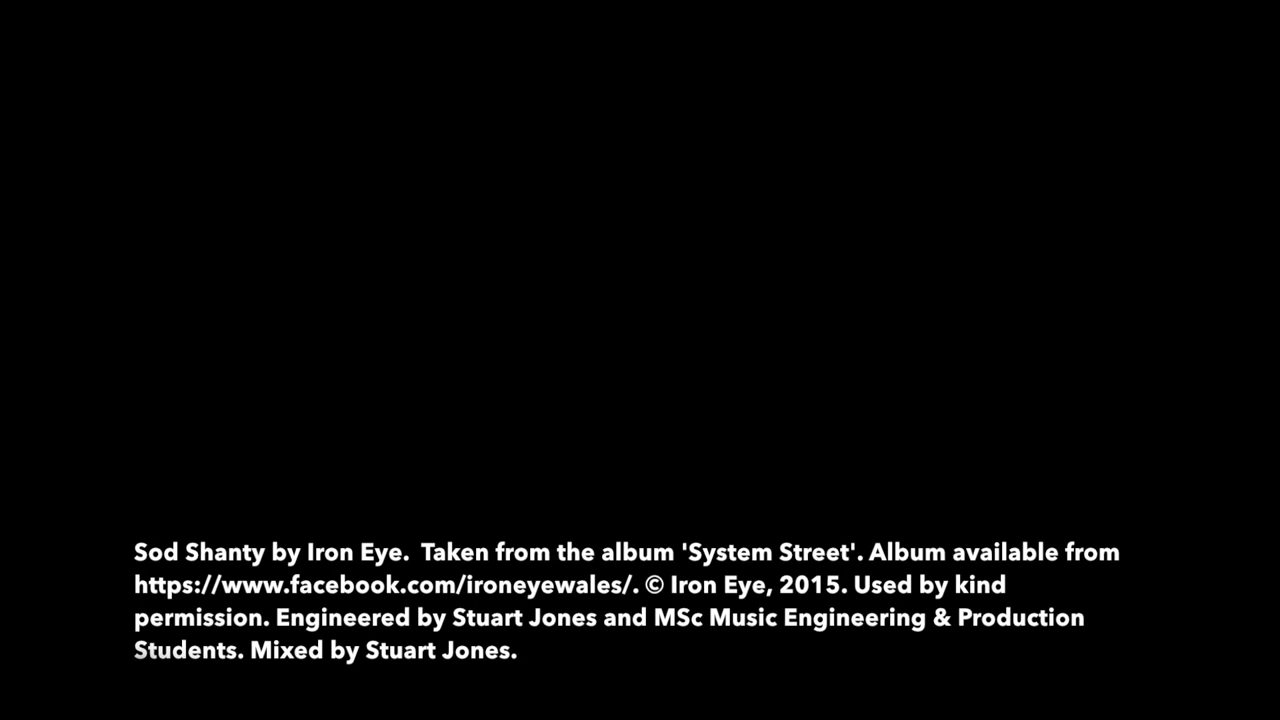 Sod Shanty by Iron Eye.  Taken from the album 'System Street'. Album available from
https://www.facebook.com/ironeyewales/. © Iron Eye, 2015. Used by kind
permission. Engineered by Stuart Jones and MSc Music Engineering & Production
Students. Mixed by Stuart Jones.